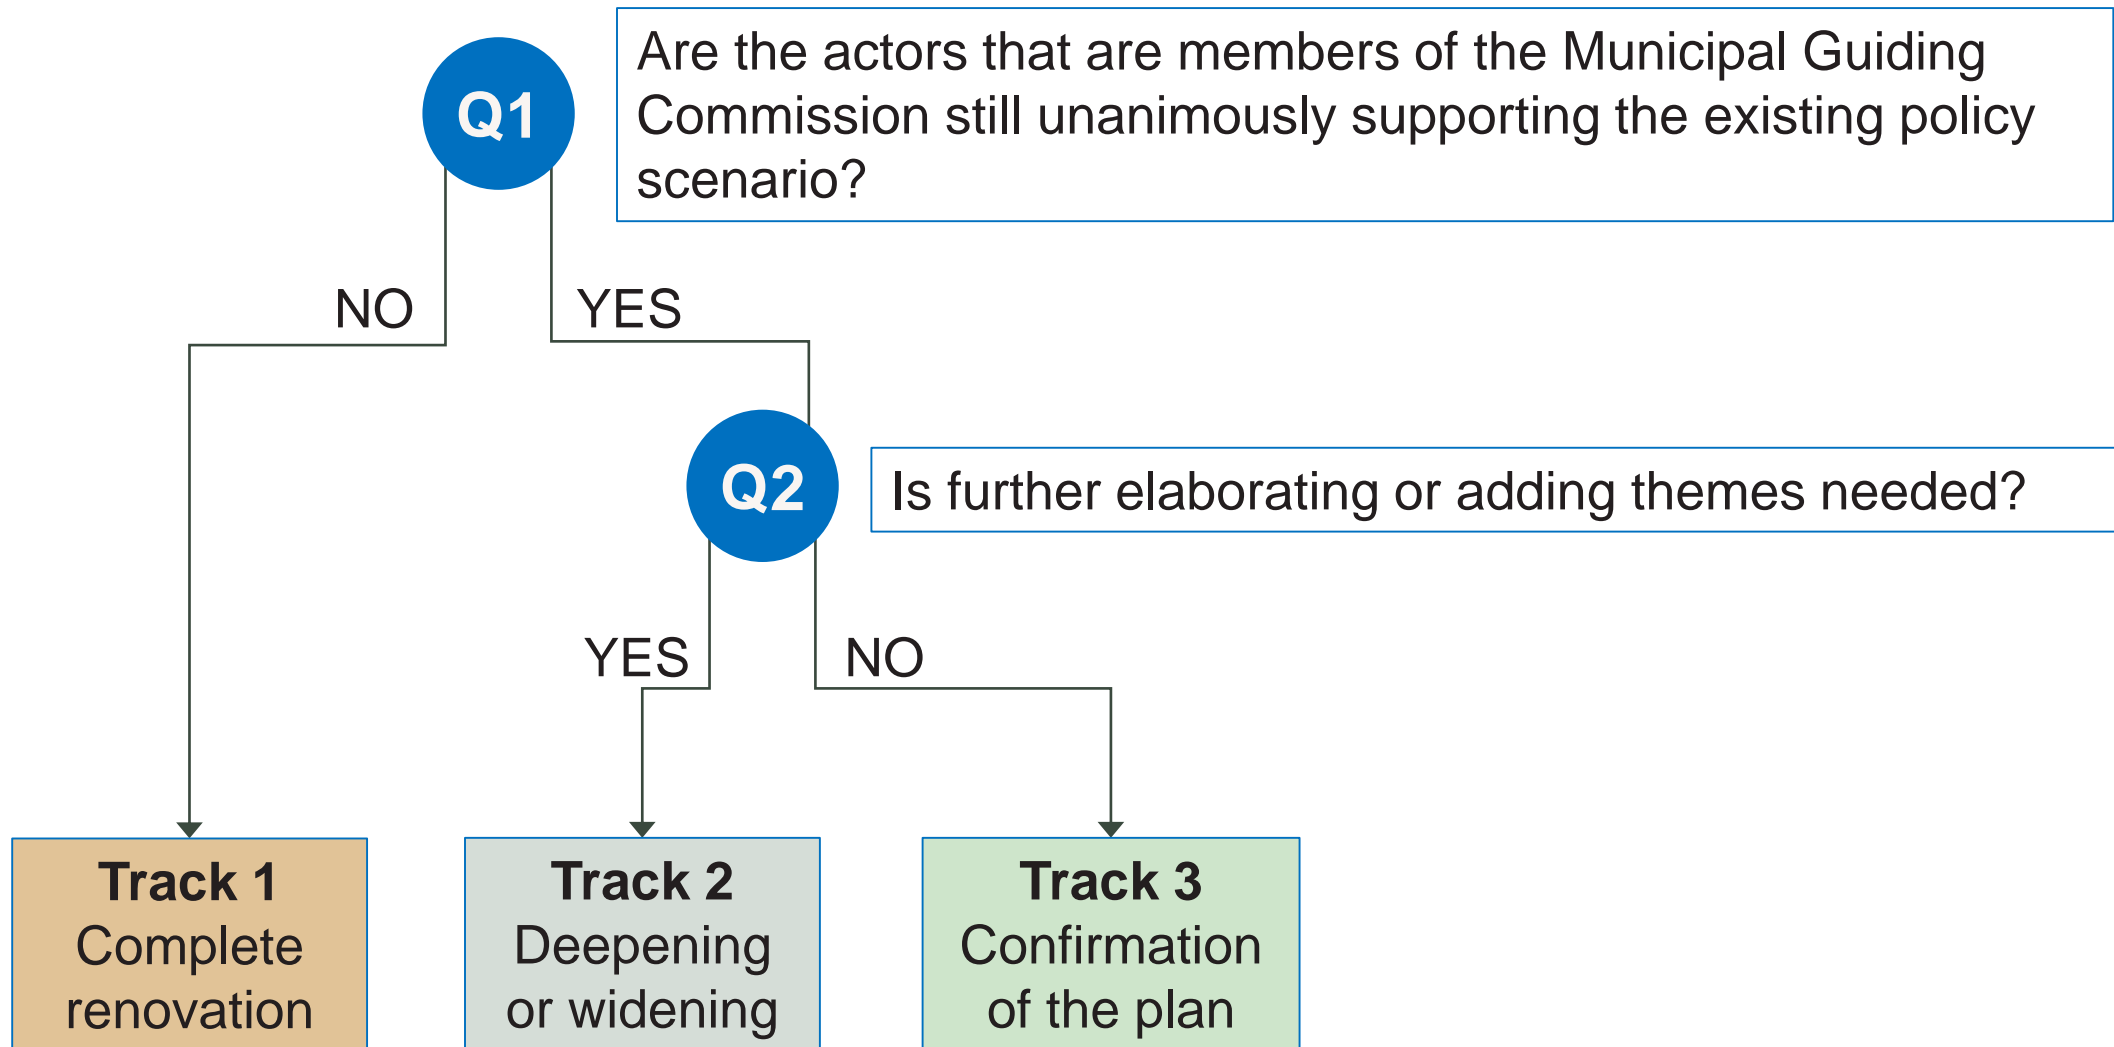 Q1
Are the actors that are members of the Municipal Guiding
Commission still unanimously supporting the existing policy
scenario?
NO
YES
Q2
Is further elaborating or adding themes needed?
YES
NO
Track 1
Complete
renovation
Track 2
Deepening
or widening
Track 3
Confirmation
of the plan